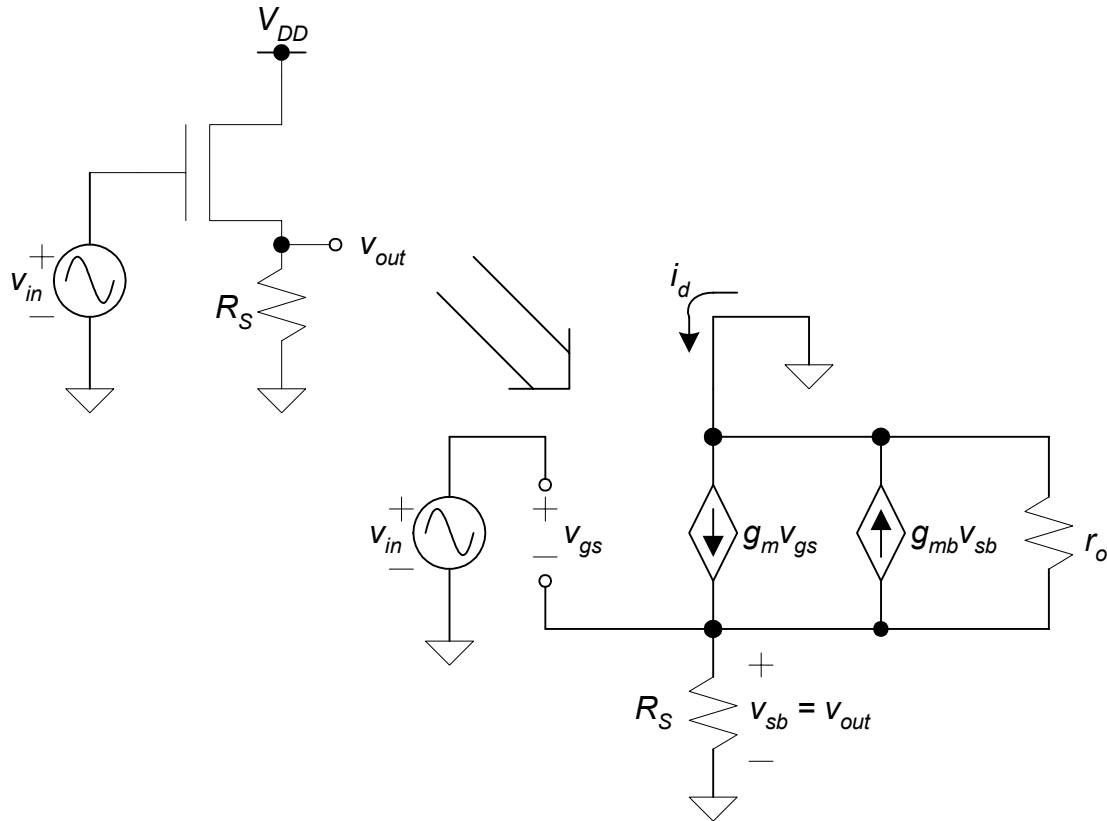 V_DD
+
v_in
—
v_out
R_S
i_d
+
v_in
—
+
v_gs
—
g_m v_gs
g_mb v_sb
r_o
+
R_S
v_sb = v_out
—